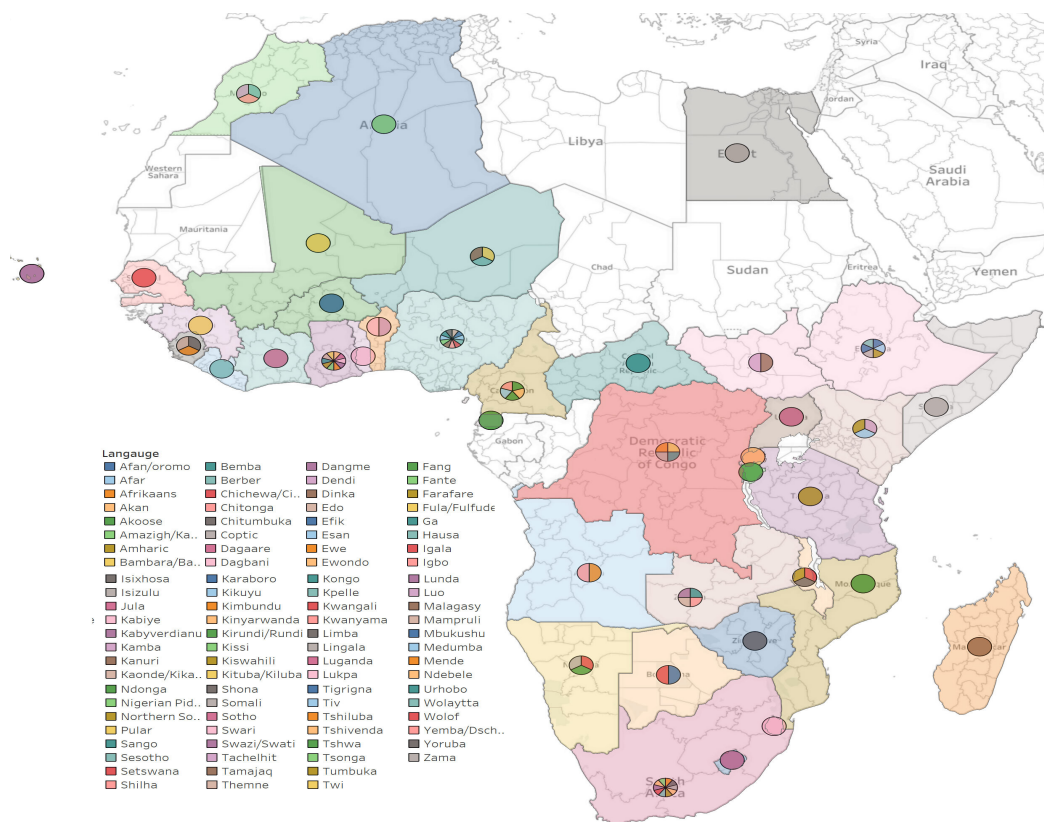 Syria
Iraq
Jordan
Libya
Saudi
Arabia
Western
Sahara
Mauritania
Chad
Sudan
Eritrea
Yemen
Gabon
Democratic
Republic
of Congo
South
Africa
Langauge
Afan/oromo Bemba Dangme Fang
Afar Berber Dendi Fante
Afrikaans Chichewa/Ci.. Dinka Farafare
Akan Chitonga Edo Fula/Fulfude
Akoose Chitumbuka Efik Ga
Amazigh/Ka.. Coptic Esan Hausa
Amharic Dagaare Ewe Igala
Bambara/Ba.. Dagbani Ewondo Igbo
Isixhosa Karaboro Kongo Lunda
Isizulu Kikuyu Kpelle Luo
Jula Kimbundu Kwangali Malagasy
Kabiye Kinyarwanda Kwanyama Mampruli
Kabyverdianu Kirundi/Rundi Limba Mbukushu
Kamba Kissi Lingala Medumba
Kanuri Kiswahili Luganda Mende
Kaonde/Kika.. Kituba/Kiluba Lukpa Ndebele
Ndonga Shona Tigrigna Urhobo
Nigerian Pid.. Somali Tiv Wolaytta
Northern So.. Sotho Tshiluba Wolof
Pular Swari Tshivenda Yemba/Dsch..
Sango Swazi/Swati Tshwa Yoruba
Sesotho Tachelhit Tsonga Zama
Setswana Tamajaq Tumbuka
Shilha Themne Twi